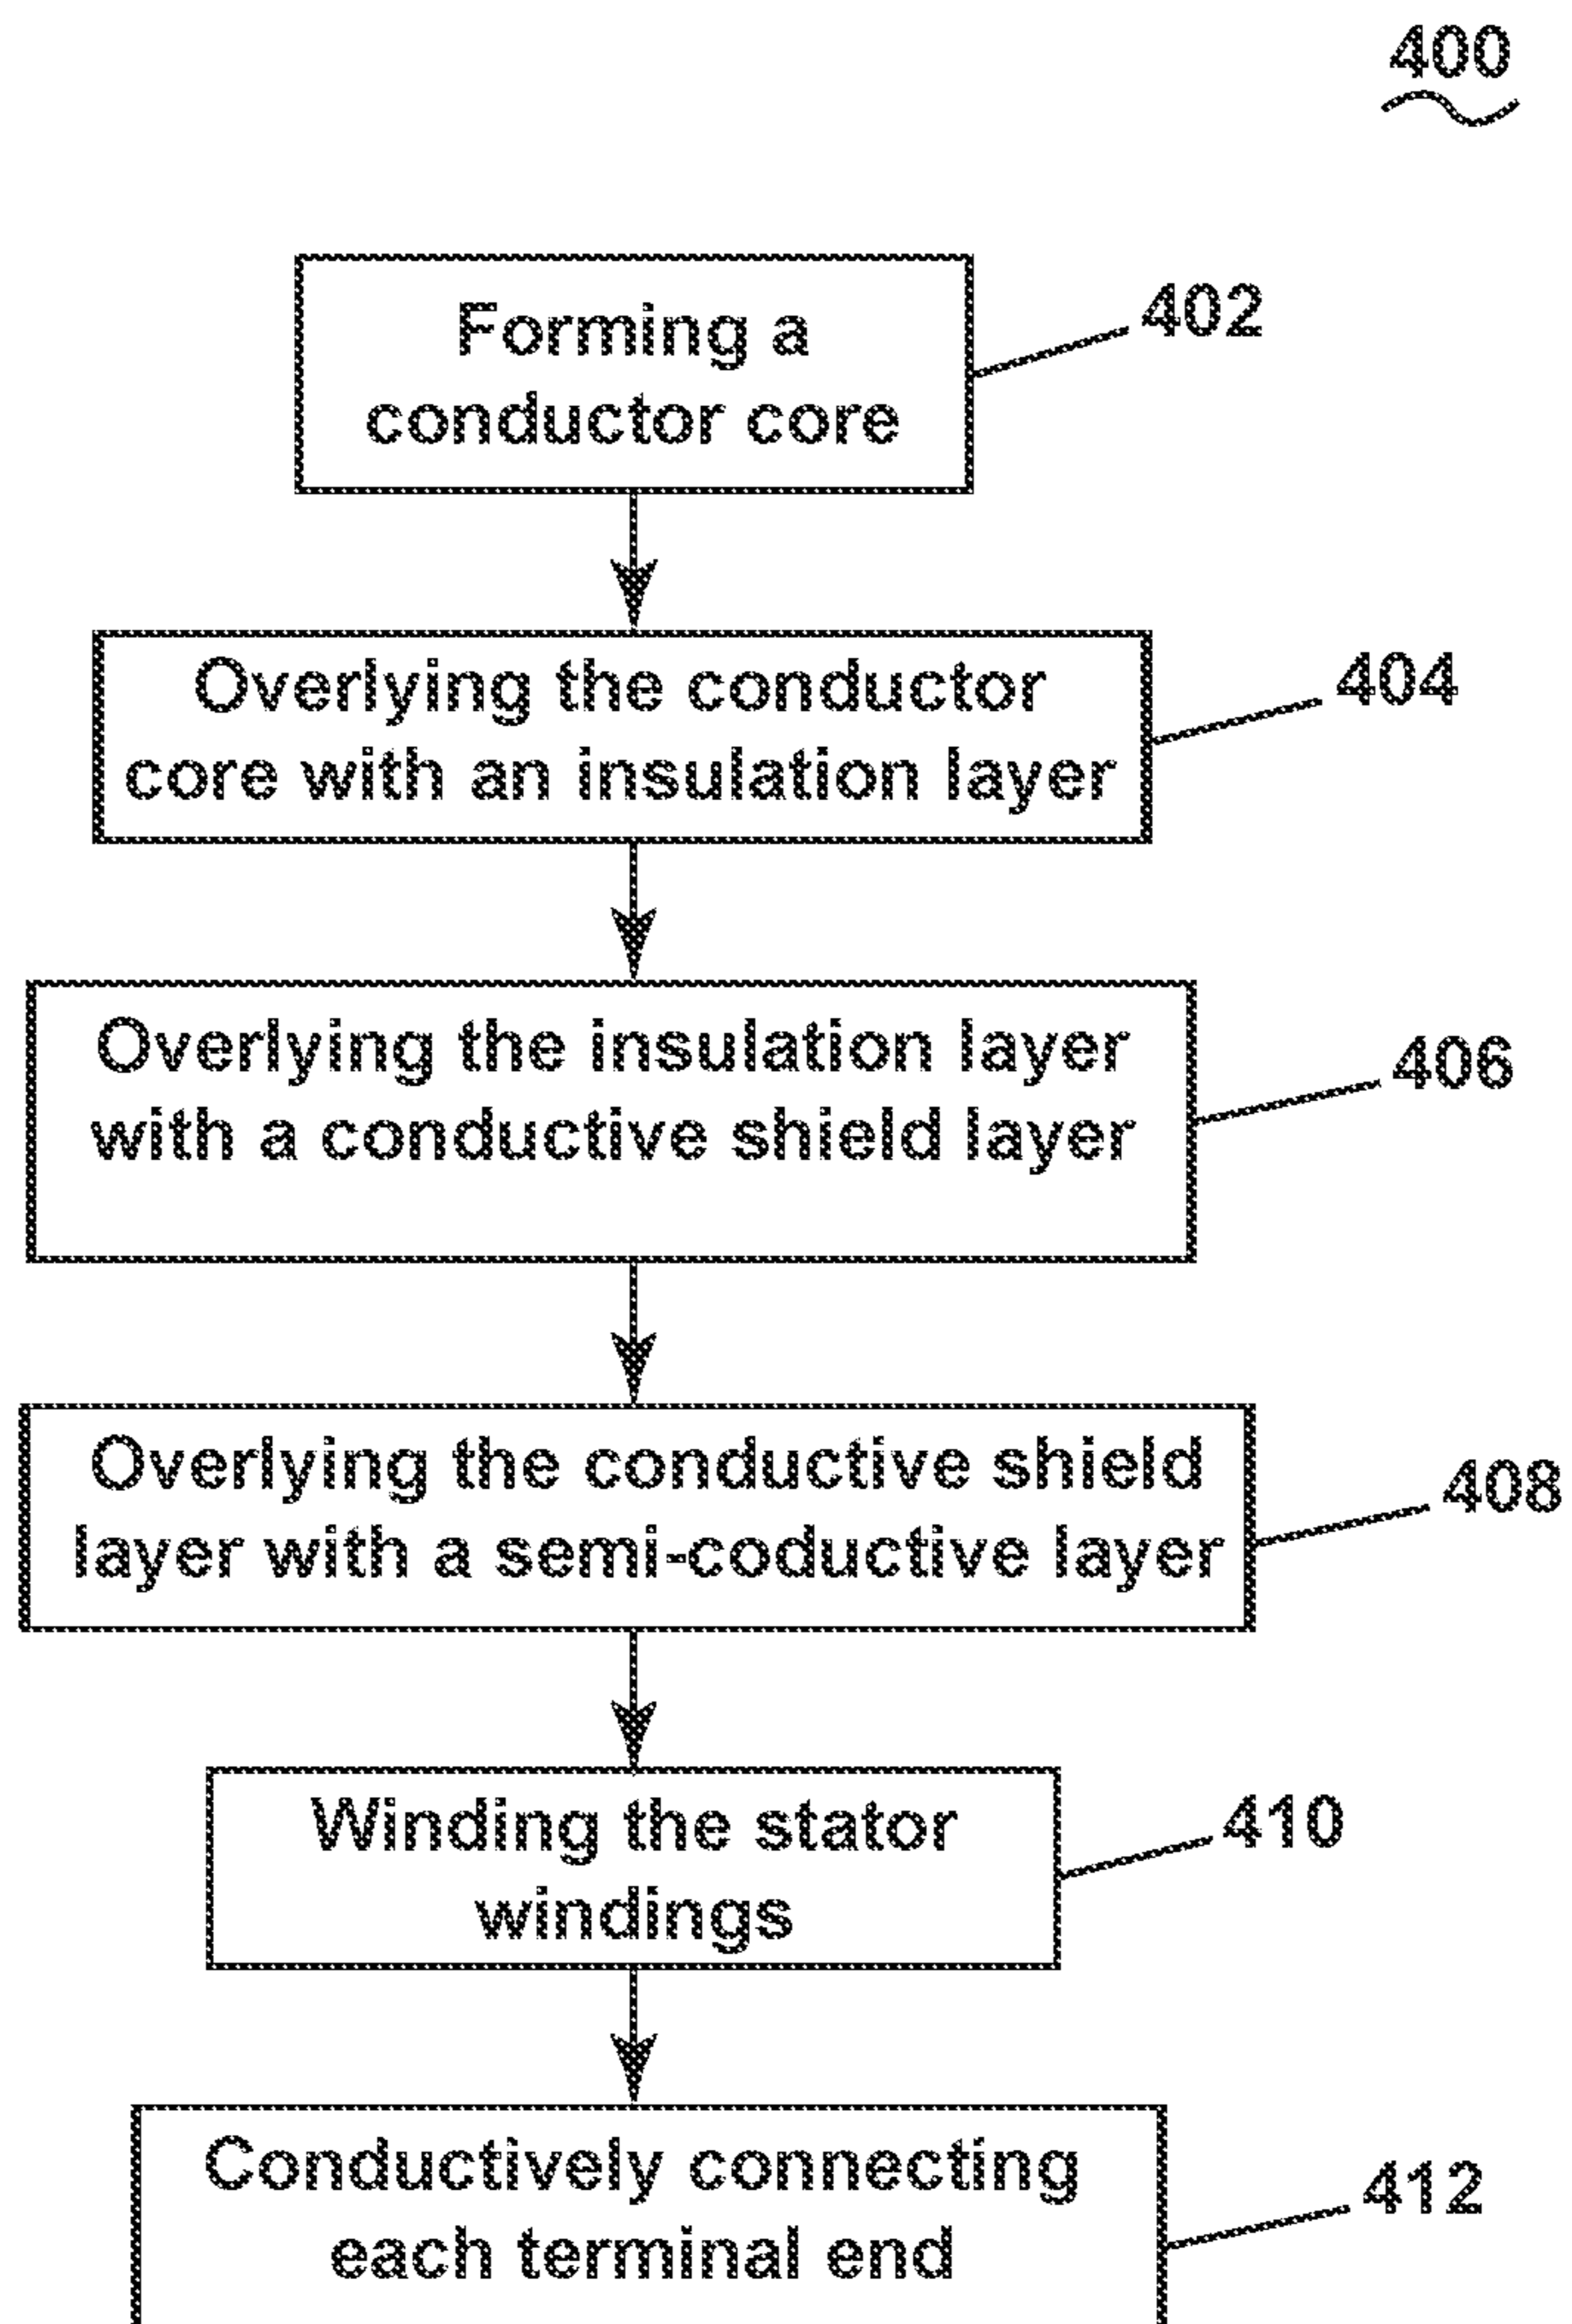 400
Forming a
conductor core
402
Overlying the conductor
core with an insulation layer
404
Overlying the insulation layer
with a conductive shield layer
406
Overlying the conductive shield
layer with a semi-coductive layer
408
Winding the stator
windings
410
Conductively connecting
each terminal end
412